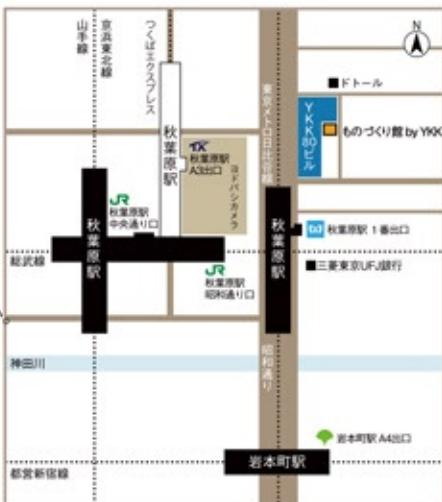 山手線
京浜東北線
つくばエクスプレス
N
ドトール
東京メトロ日比谷線
YKK80ビル
ものづくり館 by YKK
秋葉原駅
TX
秋葉原駅
A3出口
ヨドバシカメラ
JR
秋葉原駅
中央通り口
秋葉原駅
秋葉原駅
秋葉原駅 1番出口
総武線
JR
秋葉原駅
昭和通り口
三菱東京UFJ銀行
神田川
昭和通り
岩本町駅 A4出口
岩本町駅
都営新宿線